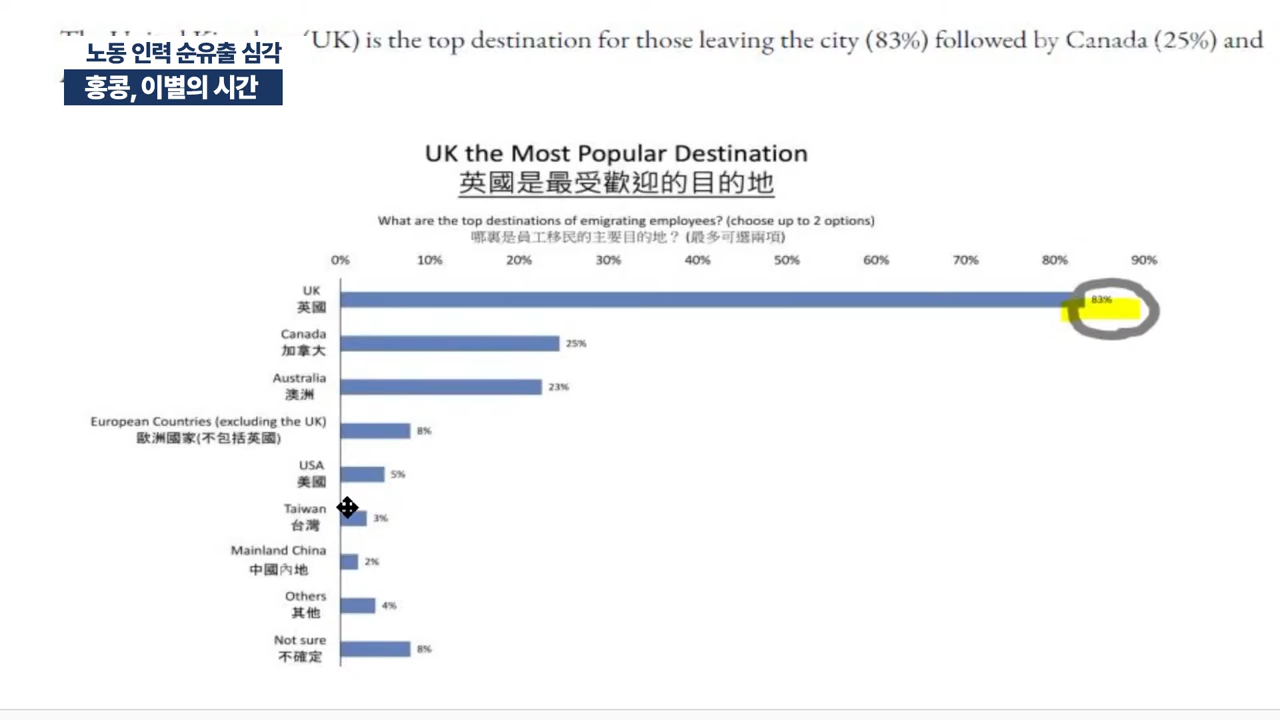 (UK) is the top destination for those leaving the city (83%) followed by Canada (25%) and
노동 인력 순유출 심각
홍콩, 이별의 시간
UK the Most Popular Destination
英國是最受歡迎的目的地
What are the top destinations of emigrating employees? (choose up to 2 options)
哪裏是員工移民的主要目的地？ (最多可選兩項)
0% 10% 20% 30% 40% 50% 60% 70% 80% 90%
UK
英國
83%
Canada
加拿大
25%
Australia
澳洲
23%
European Countries (excluding the UK)
歐洲國家(不包括英國)
8%
USA
美國
5%
Taiwan
台灣
3%
Mainland China
中國內地
2%
Others
其他
4%
Not sure
不確定
8%